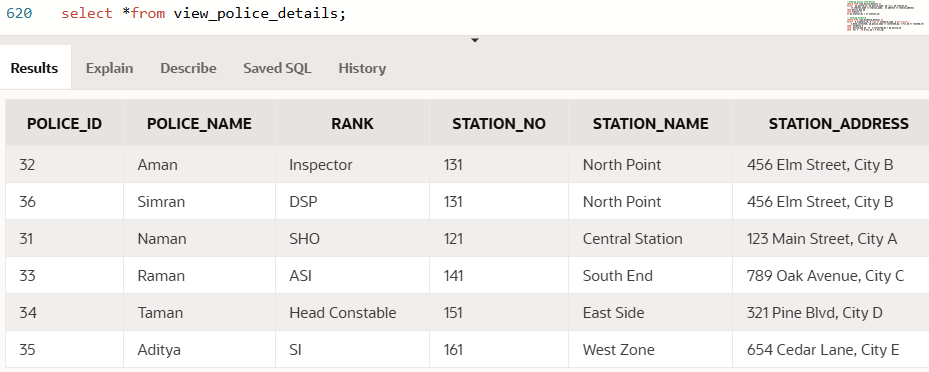 620 select *from view_police_details;
Results Explain Describe Saved SQL History
POLICE_ID POLICE_NAME RANK STATION_NO STATION_NAME STATION_ADDRESS
32 Aman Inspector 131 North Point 456 Elm Street, City B
36 Simran DSP 131 North Point 456 Elm Street, City B
31 Naman SHO 121 Central Station 123 Main Street, City A
33 Raman ASI 141 South End 789 Oak Avenue, City C
34 Taman Head Constable 151 East Side 321 Pine Blvd, City D
35 Aditya SI 161 West Zone 654 Cedar Lane, City E